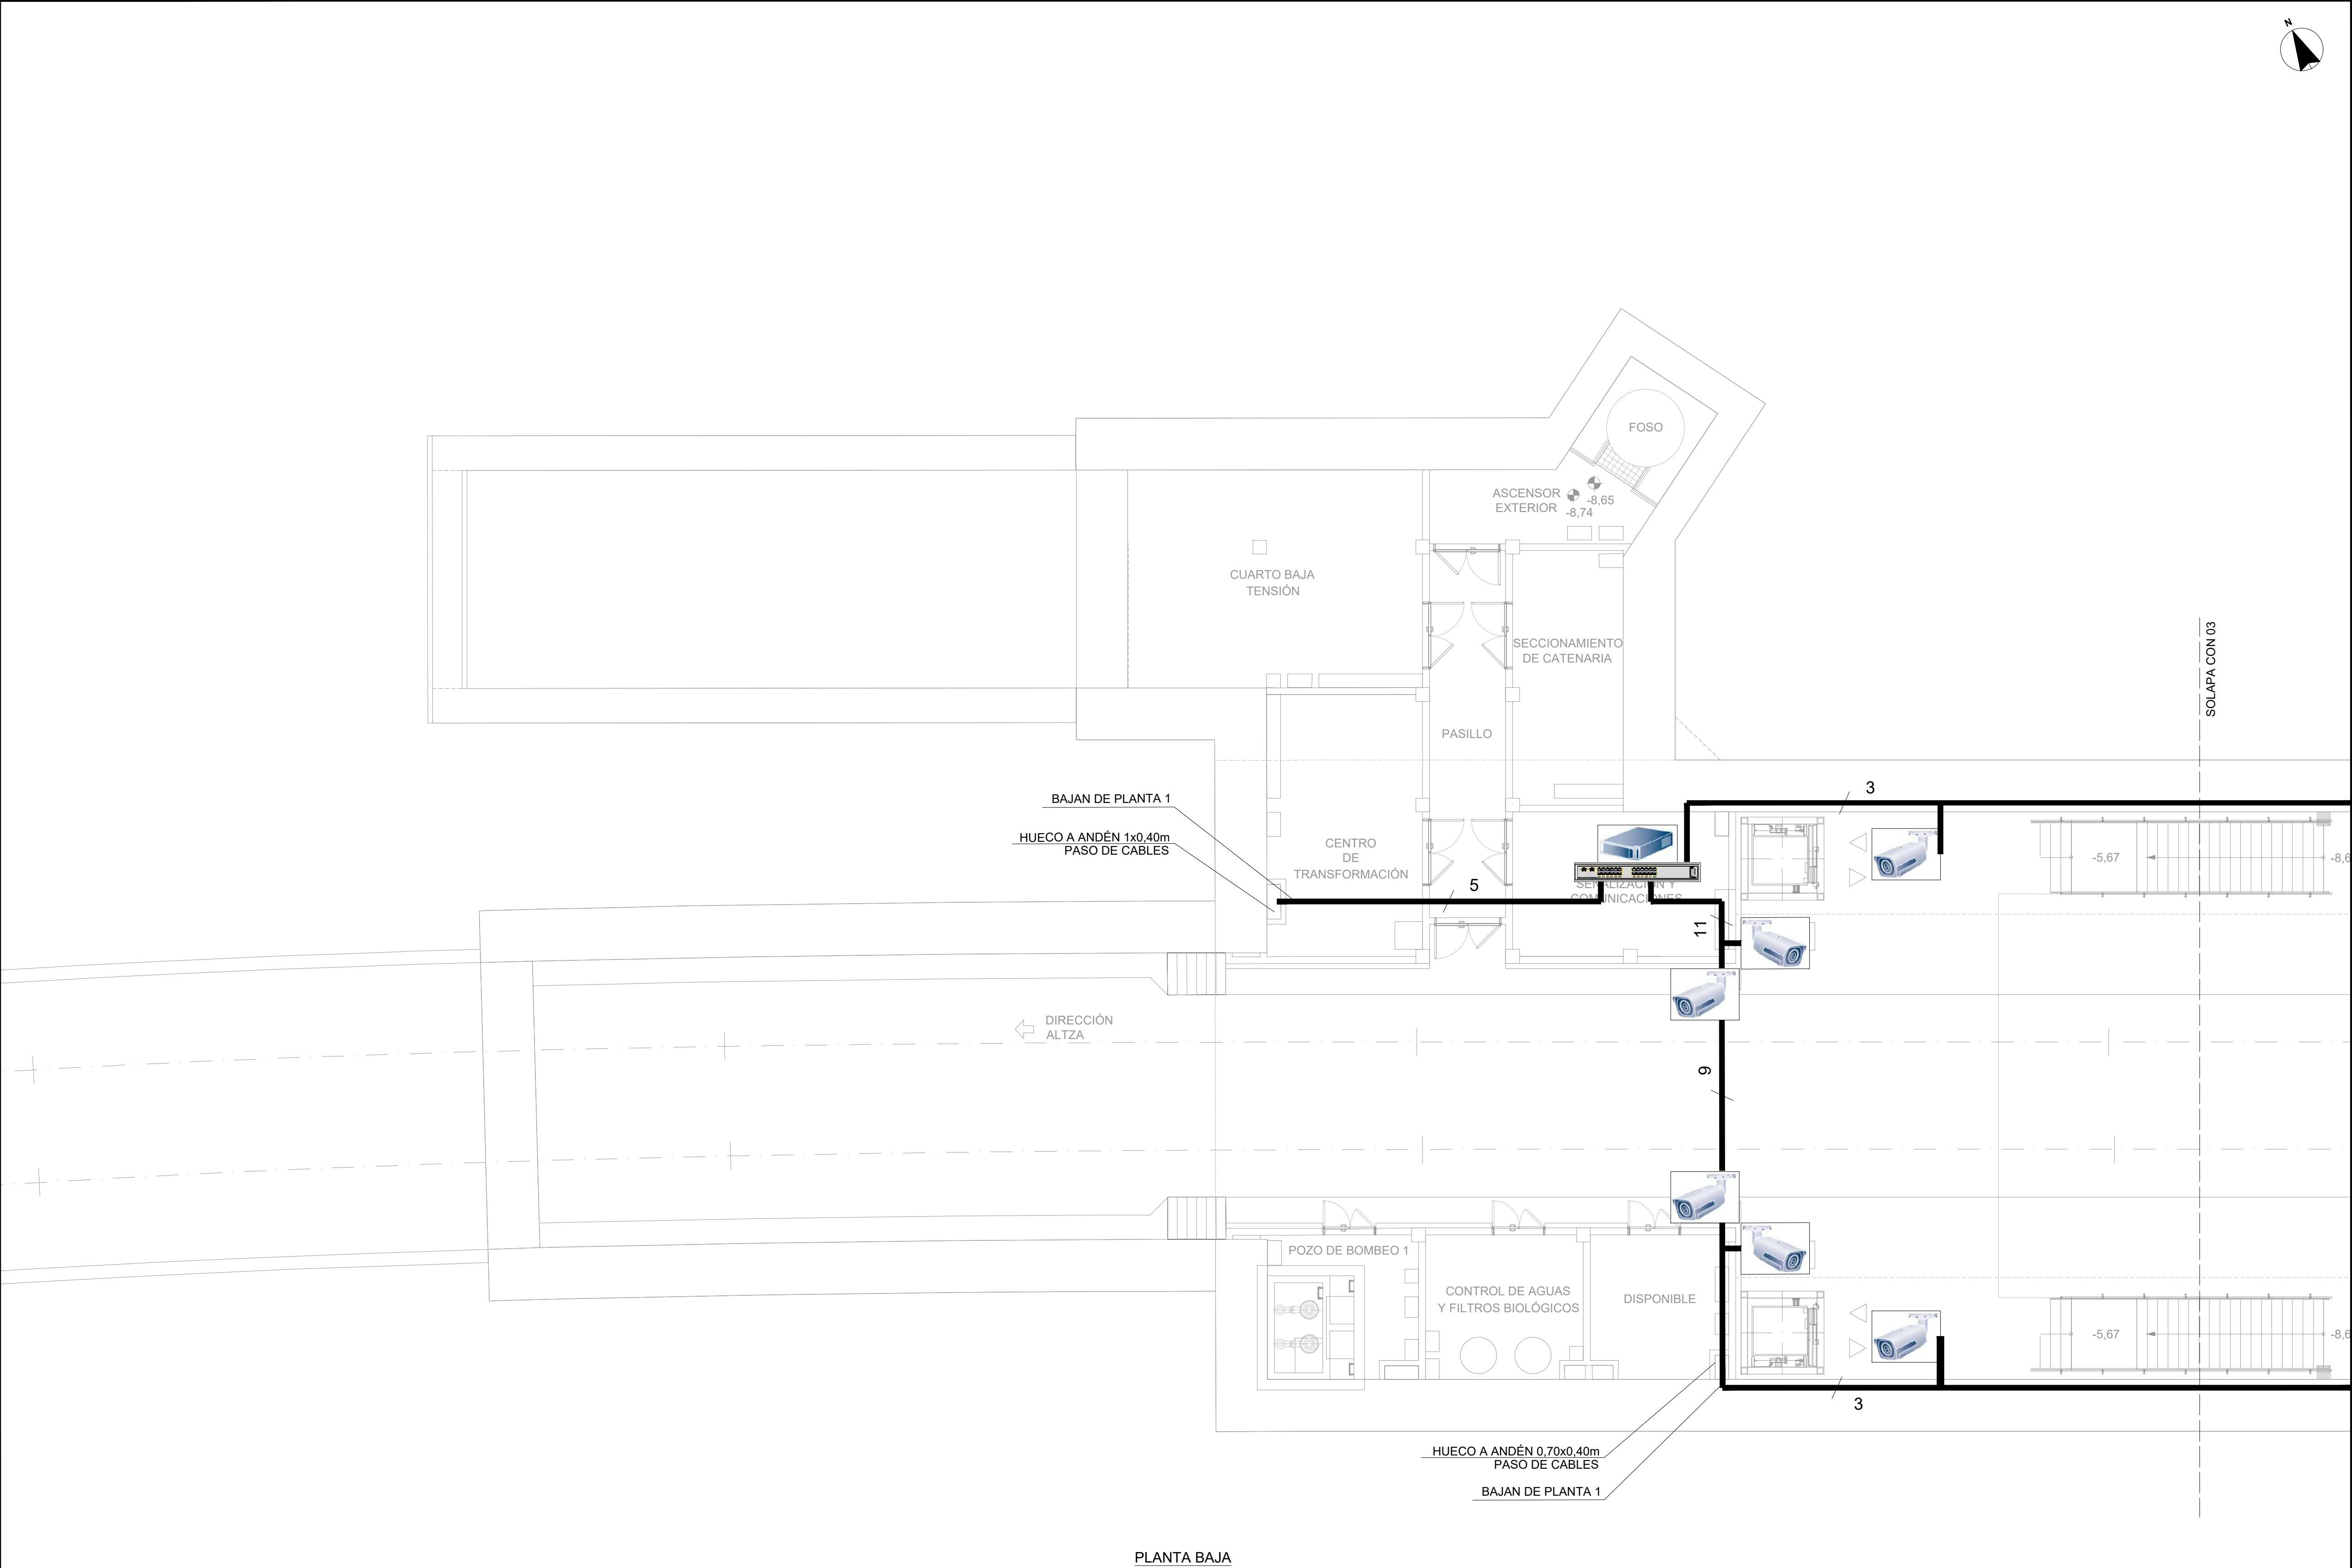 N
FOSO
ASCENSOR
EXTERIOR
-8,65
-8,74
CUARTO BAJA
TENSIÓN
SECCIONAMIENTO
DE CATENARIA
SOLAPA CON 03
PASILLO
BAJAN DE PLANTA 1
3
HUECO A ANDÉN 1x0,40m
PASO DE CABLES
CENTRO
DE
TRANSFORMACIÓN
-5,67
5
SEÑALIZACIÓN Y
COMUNICACIONES
11
DIRECCIÓN
ALTZA
9
POZO DE BOMBEO 1
CONTROL DE AGUAS
Y FILTROS BIOLÓGICOS
DISPONIBLE
-5,67
3
HUECO A ANDÉN 0,70x0,40m
PASO DE CABLES
BAJAN DE PLANTA 1
PLANTA BAJA